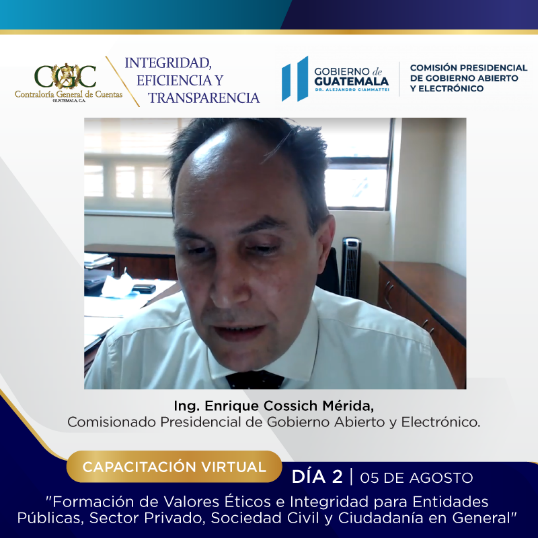 CGC
Contraloría General de Cuentas
GUATEMALA, C.A.
INTEGRIDAD,
EFICIENCIA Y
TRANSPARENCIA
GOBIERNO de
GUATEMALA
DR. ALEJANDRO GIAMMATTEI
COMISIÓN PRESIDENCIAL
DE GOBIERNO ABIERTO
Y ELECTRÓNICO
Ing. Enrique Cossich Mérida,
Comisionado Presidencial de Gobierno Abierto y Electrónico.
CAPACITACIÓN VIRTUAL
DÍA 2 | 05 DE AGOSTO
"Formación de Valores Éticos e Integridad para Entidades
Públicas, Sector Privado, Sociedad Civil y Ciudadanía en General"